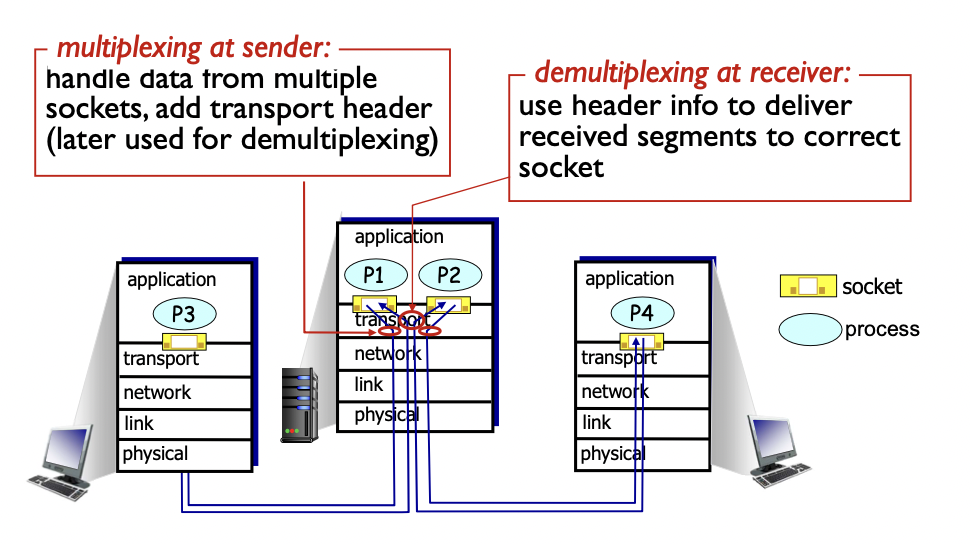 multiplexing at sender:
handle data from multiple
sockets, add transport header
(later used for demultiplexing)
demultiplexing at receiver:
use header info to deliver
received segments to correct
socket
application
P3
transport
network
link
physical
application
P1
P2
transport
network
link
physical
application
P4
transport
network
link
physical
socket
process